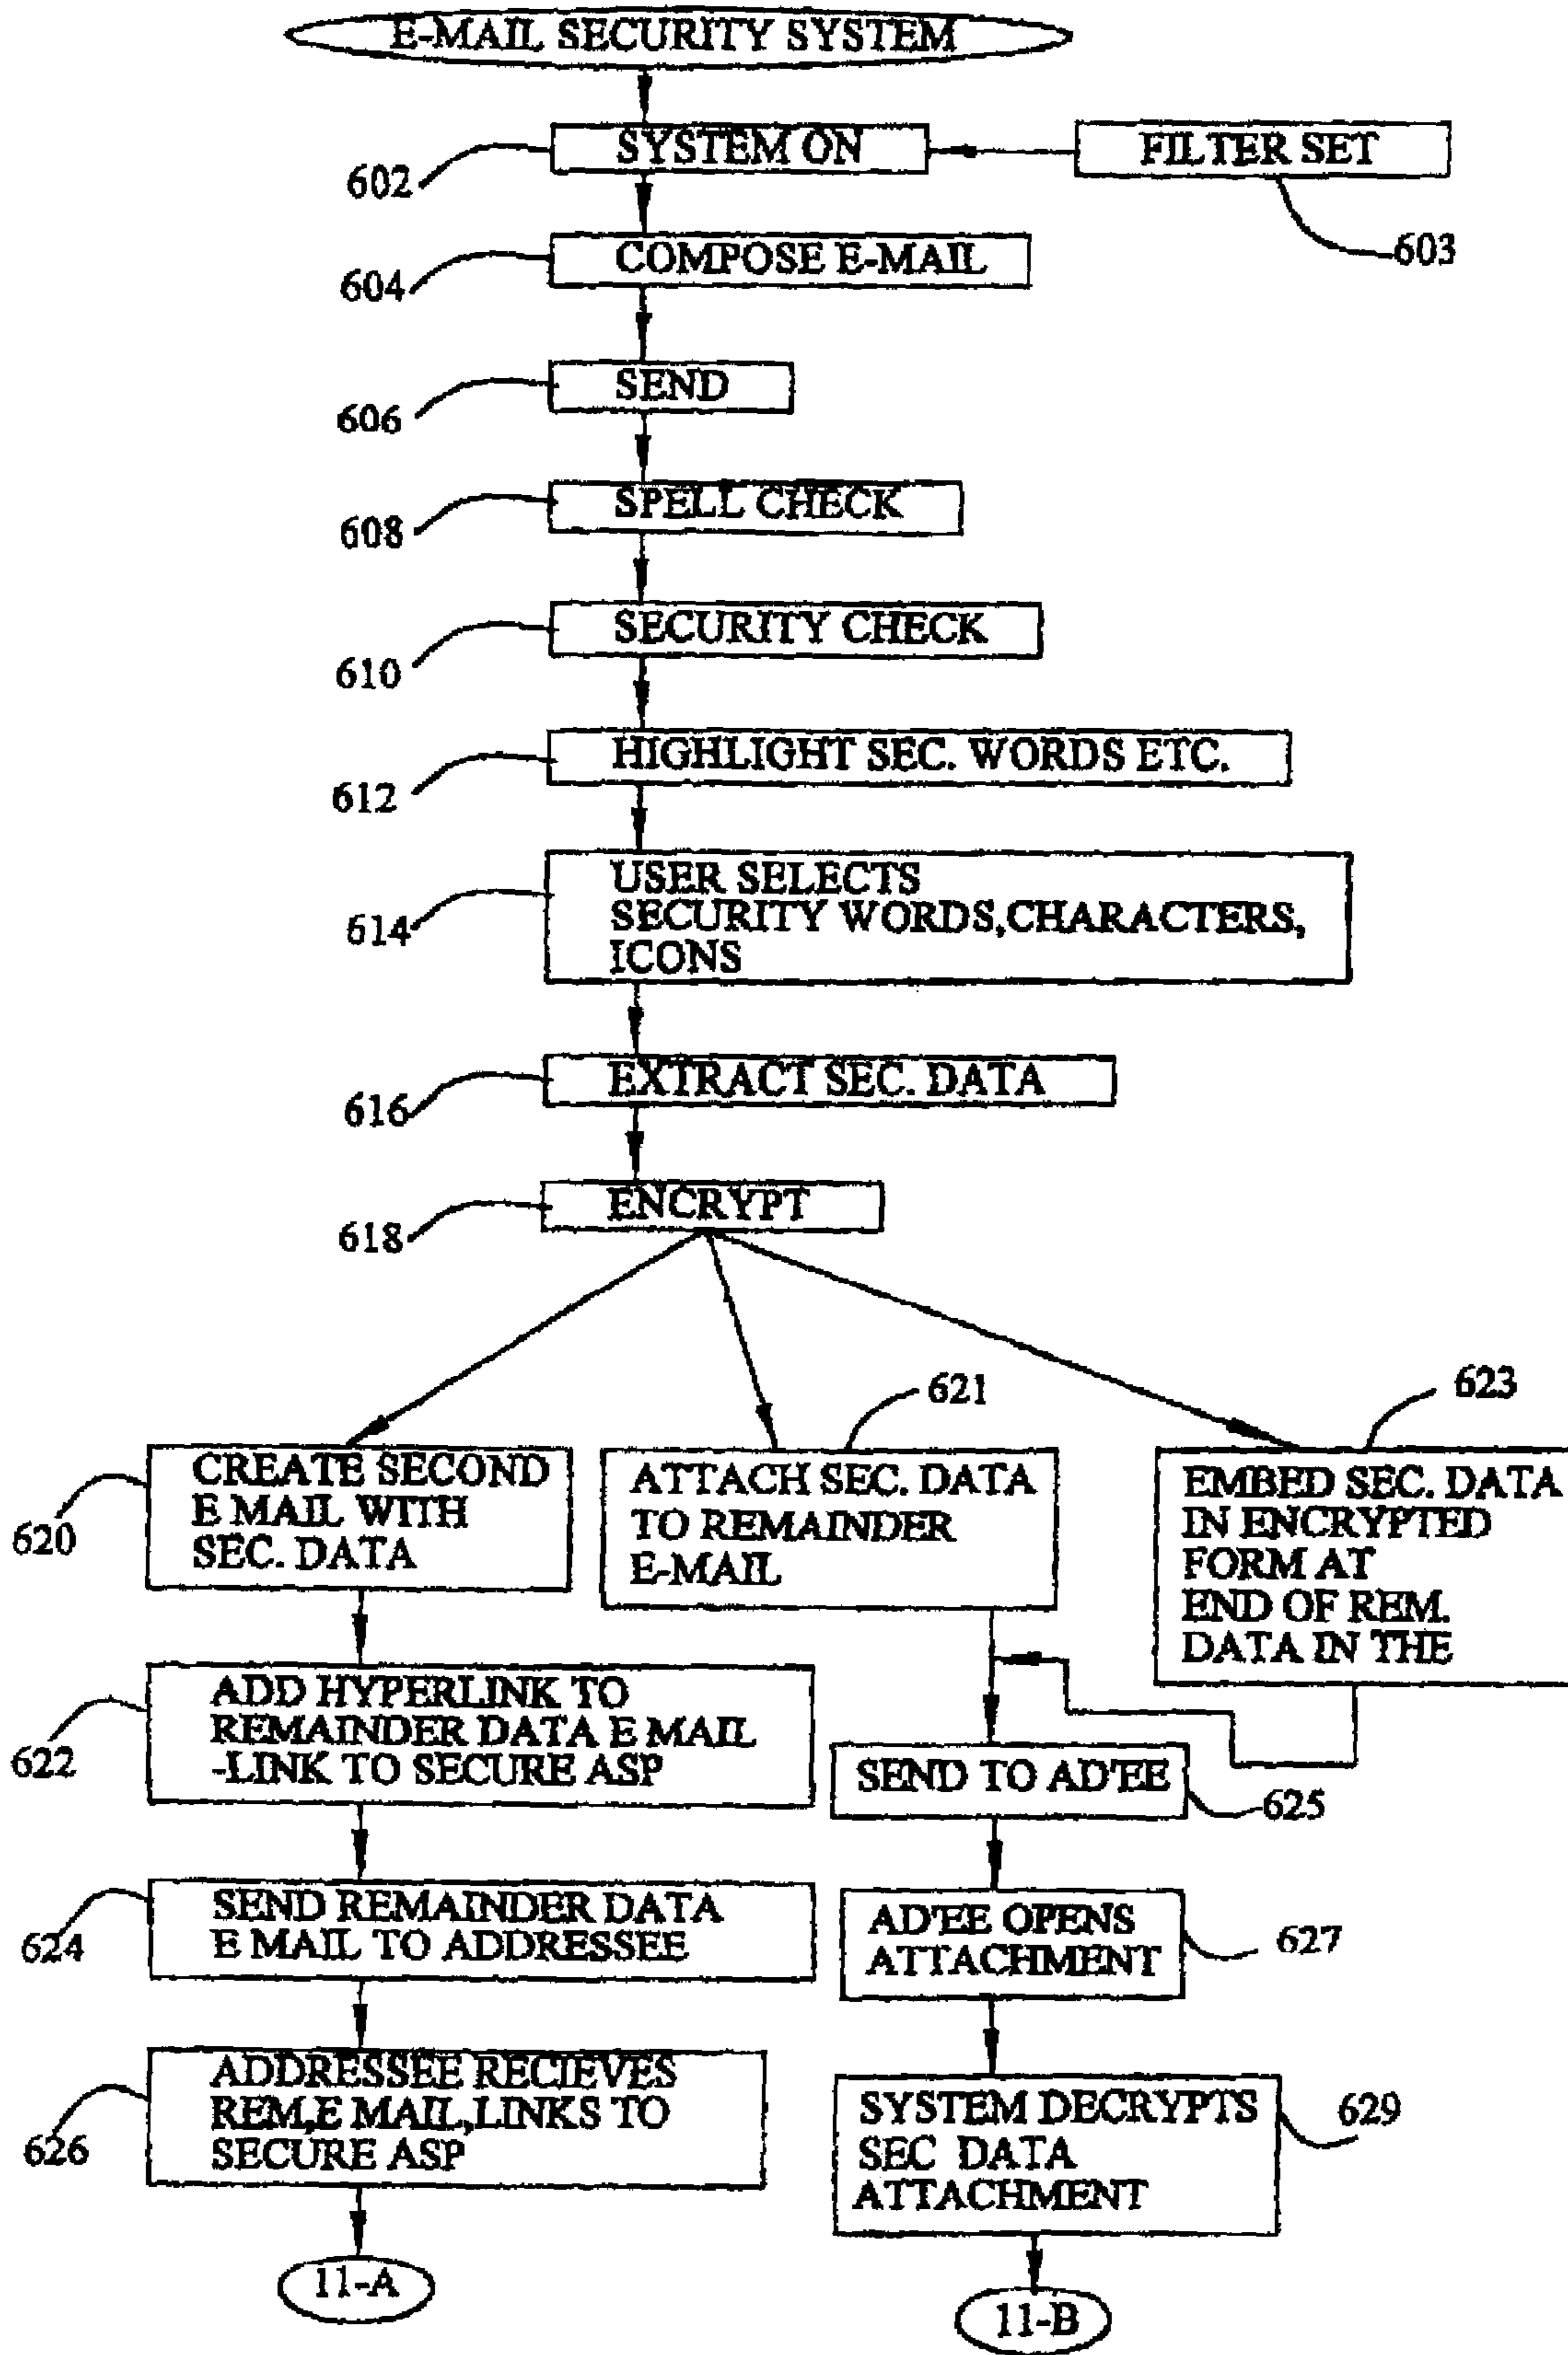 E-MAIL SECURITY SYSTEM
SYSTEM ON
FILTER SET
602
603
COMPOSE E-MAIL
604
SEND
606
SPELL CHECK
608
SECURITY CHECK
610
HIGHLIGHT SEC. WORDS ETC.
612
USER SELECTS
SECURITY WORDS,CHARACTERS,
ICONS
614
EXTRACT SEC. DATA
616
ENCRYPT
618
CREATE SECOND
E MAIL WITH
SEC. DATA
620
621
ATTACH SEC. DATA
TO REMAINDER
E-MAIL
623
EMBED SEC. DATA
IN ENCRYPTED
FORM AT
END OF REM.
DATA IN THE
ADD HYPERLINK TO
REMAINDER DATA E MAIL
-LINK TO SECURE ASP
622
SEND TO AD'EE
625
SEND REMAINDER DATA
E MAIL TO ADDRESSEE
624
AD'EE OPENS
ATTACHMENT
627
ADDRESSEE RECIEVES
REM,E MAIL,LINKS TO
SECURE ASP
626
SYSTEM DECRYPTS
SEC DATA
ATTACHMENT
629
11-A
11-B